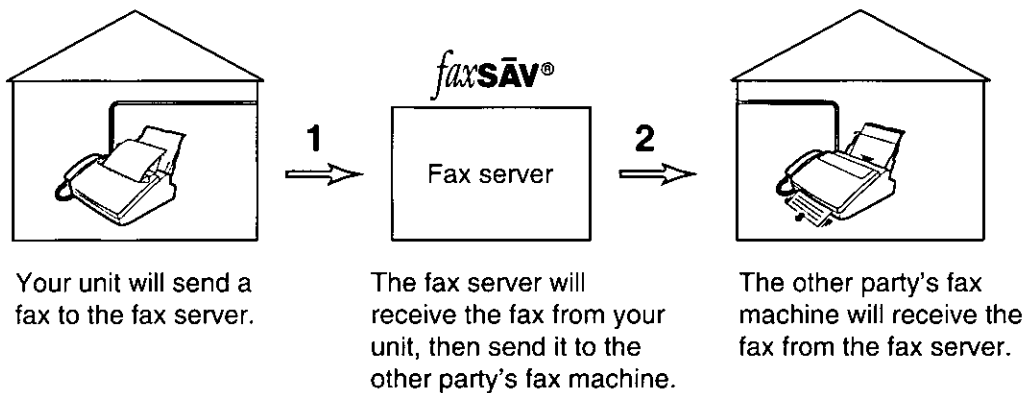 faxSĀV®
1
Fax server
2
Your unit will send a
fax to the fax server.
The fax server will
receive the fax from your
unit, then send it to the
other party's fax machine.
The other party's fax
machine will receive the
fax from the fax server.